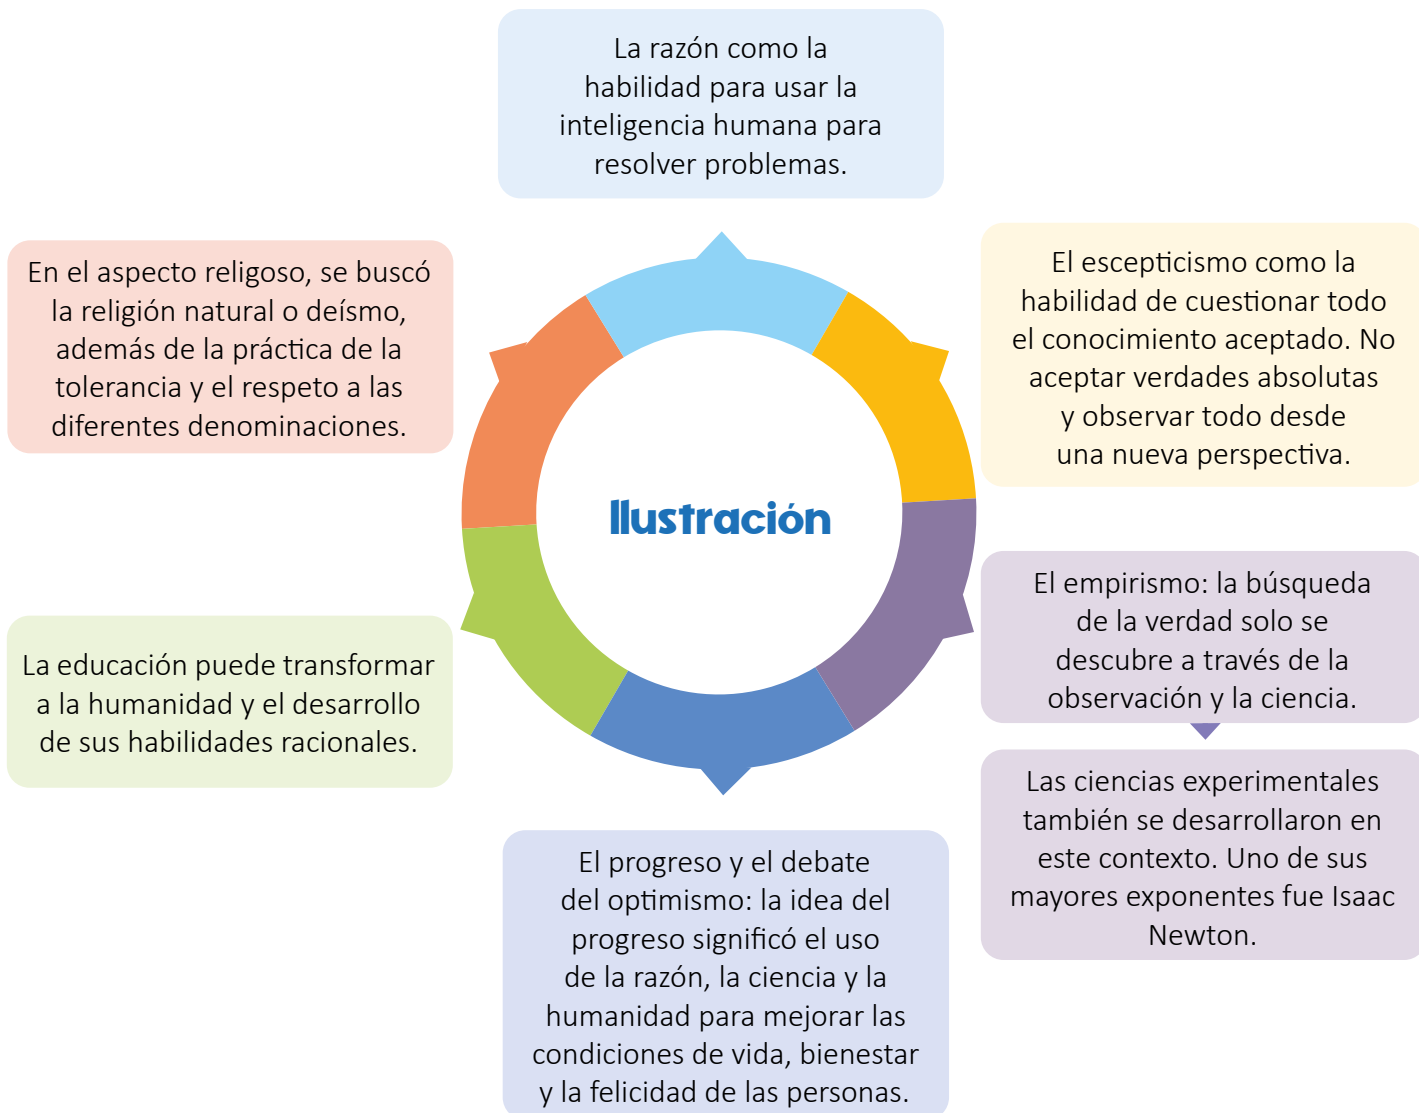 La razón como la
habilidad para usar la
inteligencia humana para
resolver problemas.
En el aspecto religoso, se buscó
la religión natural o deísmo,
además de la práctica de la
tolerancia y el respeto a las
diferentes denominaciones.
El escepticismo como la
habilidad de cuestionar todo
el conocimiento aceptado. No
aceptar verdades absolutas
y observar todo desde
una nueva perspectiva.
Ilustración
El empirismo: la búsqueda
de la verdad solo se
descubre a través de la
observación y la ciencia.
La educación puede transformar
a la humanidad y el desarrollo
de sus habilidades racionales.
Las ciencias experimentales
también se desarrollaron en
este contexto. Uno de sus
mayores exponentes fue Isaac
Newton.
El progreso y el debate
del optimismo: la idea del
progreso significó el uso
de la razón, la ciencia y la
humanidad para mejorar las
condiciones de vida, bienestar
y la felicidad de las personas.